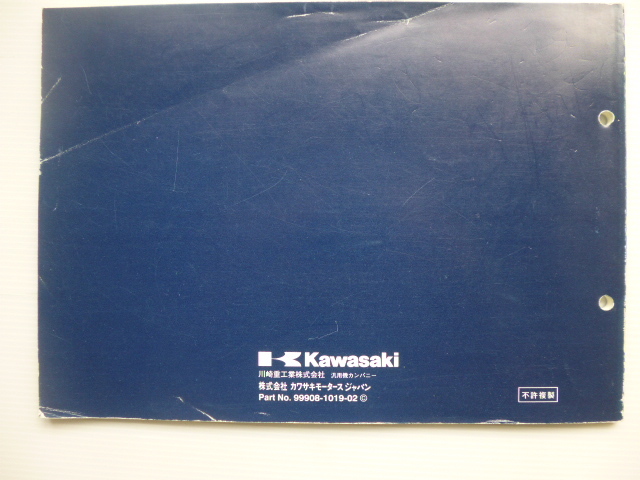 Kawasaki
川崎重工業株式会社 汎用機カンパニー
株式会社 カワサキモータース ジャパン
Part No. 99908-1019-02 ©
不許複製